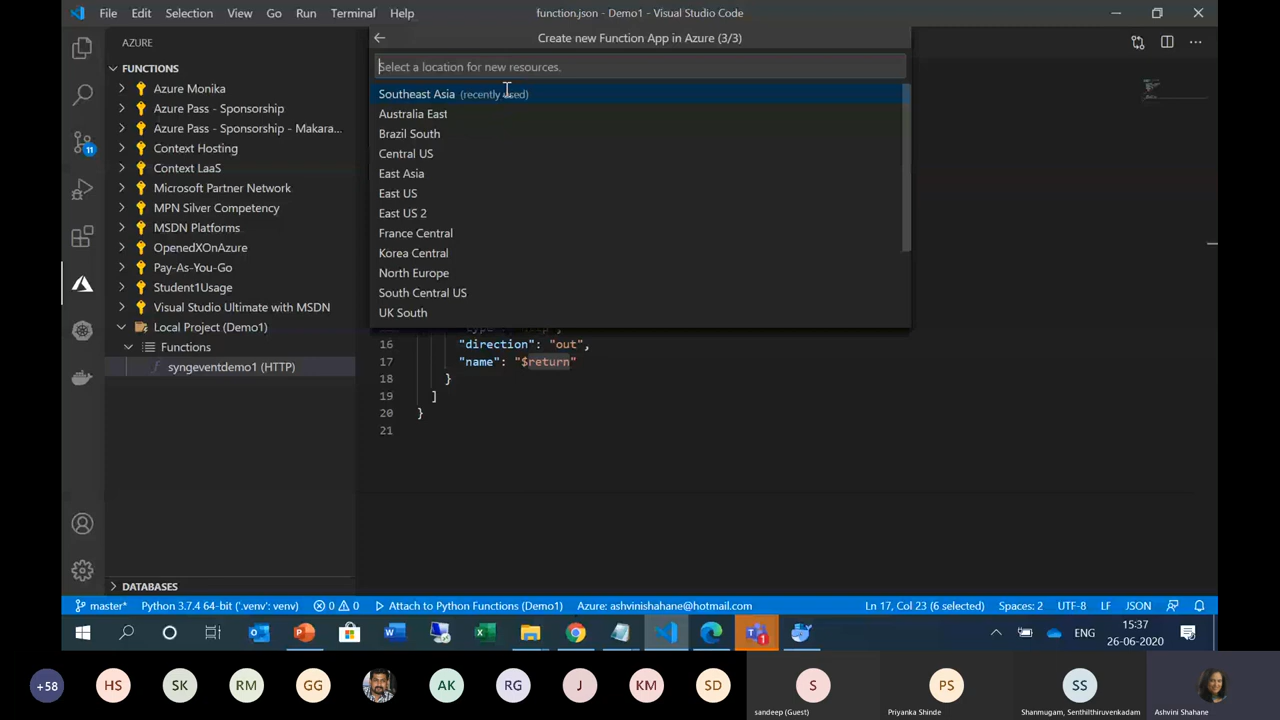 File Edit Selection View Go Run Terminal Help
function.json - Demo1 - Visual Studio Code
AZURE
FUNCTIONS
Azure Monika
Azure Pass - Sponsorship
Azure Pass - Sponsorship - Makara...
Context Hosting
Context LaaS
Microsoft Partner Network
MPN Silver Competency
MSDN Platforms
OpenedXOnAzure
Pay-As-You-Go
Student1Usage
Visual Studio Ultimate with MSDN
Local Project (Demo1)
Functions
syngeventdemo1 (HTTP)
DATABASES
11
Create new Function App in Azure (3/3)
Select a location for new resources.
Southeast Asia (recently used)
Australia East
Brazil South
Central US
East Asia
East US
East US 2
France Central
Korea Central
North Europe
South Central US
UK South
16 "direction": "out",
17 "name": "$return"
18 }
19 ]
20 }
21
master* Python 3.7.4 64-bit ('.venv': venv) 0 0 Attach to Python Functions (Demo1) Azure: ashvinishahane@hotmail.com Ln 17, Col 23 (6 selected) Spaces: 2 UTF-8 LF JSON
1
ENG
15:37
26-06-2020
+58 HS SK RM GG AK RG J KM SD S PS SS
sandeep (Guest) Priyanka Shinde Shanmugam, Senthilthiruvenkadam Ashvini Shahane